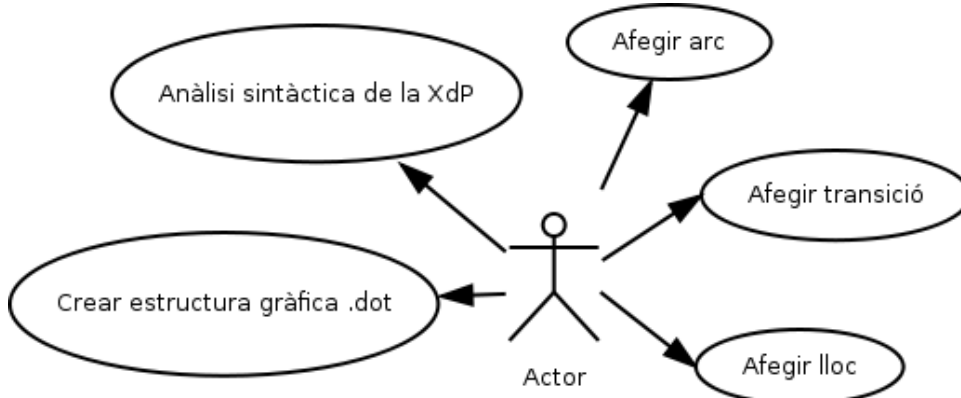 Afegir arc
Anàlisi sintàctica de la XdP
Afegir transició
Crear estructura gràfica .dot
Afegir lloc
Actor